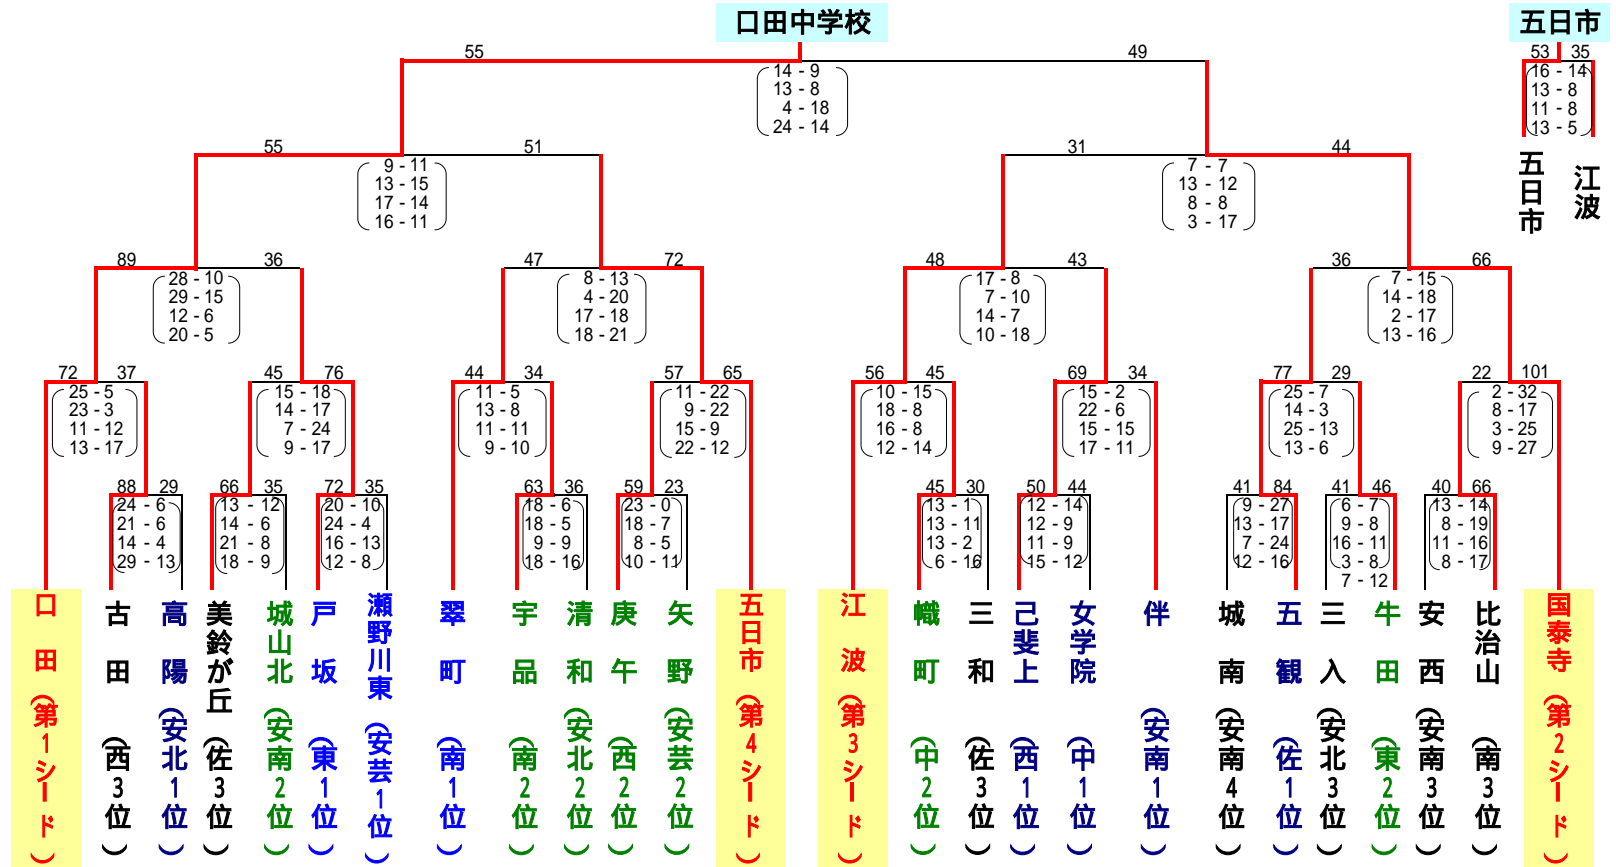 口田中学校
五日市
55 49
14 - 9
13 - 8
4 - 18
24 - 14
53 35
16 - 14
13 - 8
11 - 8
13 - 5
五日市
江波
55 51
9 - 11
13 - 15
17 - 14
16 - 11
31 44
7 - 7
13 - 12
8 - 8
3 - 17
89 36
28 - 10
29 - 15
12 - 6
20 - 5
47 72
8 - 13
4 - 20
17 - 18
18 - 21
48 43
17 - 8
7 - 10
14 - 7
10 - 18
36 66
7 - 15
14 - 18
2 - 17
13 - 16
72 37
25 - 5
23 - 3
11 - 12
13 - 17
45 76
15 - 18
14 - 17
7 - 24
9 - 17
44 34
11 - 5
13 - 8
11 - 11
9 - 10
57 65
11 - 22
9 - 22
15 - 9
22 - 12
56 45
10 - 15
18 - 8
16 - 8
12 - 14
69 34
15 - 2
22 - 6
15 - 15
17 - 11
77 29
25 - 7
14 - 3
25 - 13
13 - 6
22 101
2 - 32
8 - 17
3 - 25
9 - 27
88 29
24 - 6
21 - 6
14 - 4
29 - 13
66 35
13 - 12
14 - 6
21 - 8
18 - 9
72 35
20 - 10
24 - 4
16 - 13
12 - 8
63 36
18 - 6
18 - 5
9 - 9
18 - 16
59 23
23 - 0
18 - 7
8 - 5
10 - 11
45 30
13 - 1
13 - 11
13 - 2
6 - 16
50 44
12 - 14
12 - 9
11 - 9
15 - 12
41 84
9 - 27
13 - 17
7 - 24
12 - 16
41 46
6 - 7
9 - 8
16 - 11
3 - 8
7 - 12
40 66
13 - 14
8 - 19
11 - 16
8 - 17
口田(第1シード)
古田(西3位)
高陽(安北1位)
美鈴が丘(佐3位)
城山北(安南2位)
戸坂(東1位)
瀬野川東(安芸1位)
翠町(南1位)
宇品(南2位)
清和(安北2位)
庚午(西2位)
矢野(安芸2位)
五日市(第4シード)
江波(第3シード)
幟町(中2位)
三和(佐3位)
己斐上(西1位)
女学院(中1位)
伴(安南1位)
城南(安南4位)
五観(佐1位)
三入(安北3位)
牛田(東2位)
安西(安南3位)
比治山(南3位)
国泰寺(第2シード)